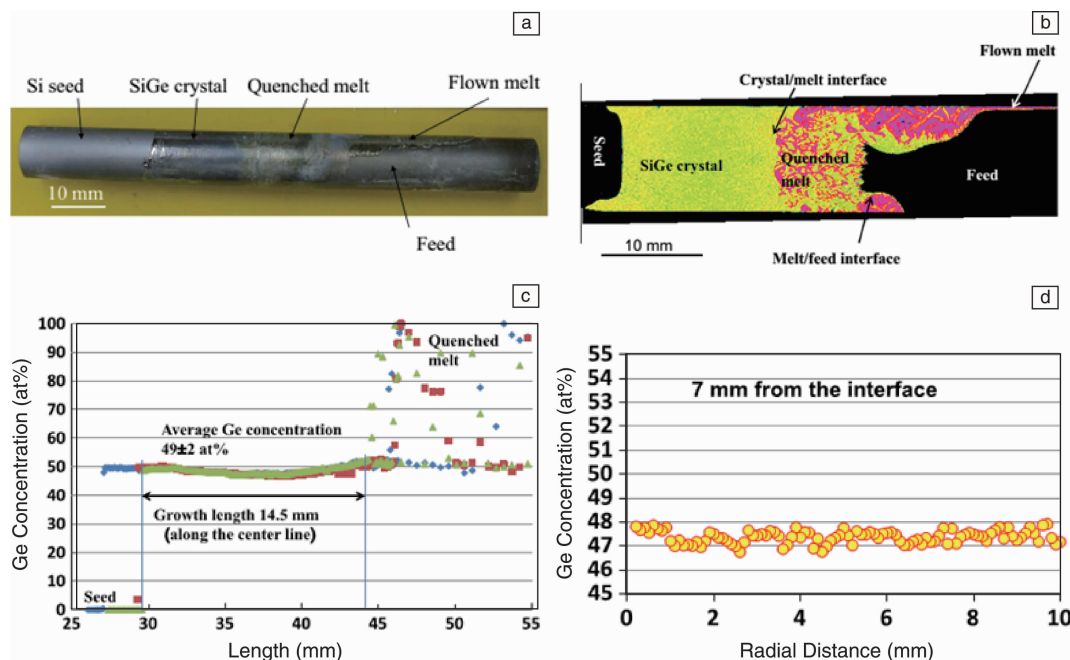 a
Si seed
SiGe crystal
Quenched melt
Flown melt
10 mm
Feed
b
Flown melt
Crystal/melt interface
Seed
SiGe crystal
Quenched
melt
Feed
10 mm
Melt/feed interface
c
Ge Concentration (at%)
100
90
80
70
60
50
40
30
20
10
0
Quenched
melt
Average Ge concentration
49±2 at%
Growth length 14.5 mm
(along the center line)
Seed
25 30 35 40 45 50 55
Length (mm)
d
Ge Concentration (at%)
55
54
53
52
51
50
49
48
47
46
45
7 mm from the interface
0 2 4 6 8 10
Radial Distance (mm)